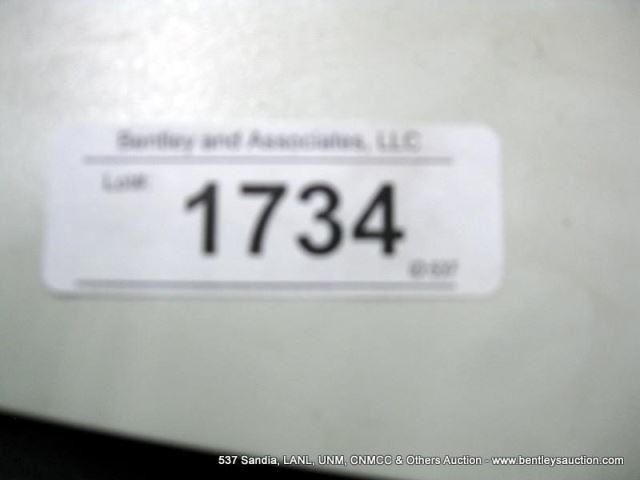 Bentley and Associates, LLC
Lot#:
1734
537 Sandia, LANL, UNM, CNMCC & Others Auction - www.bentleysauction.com